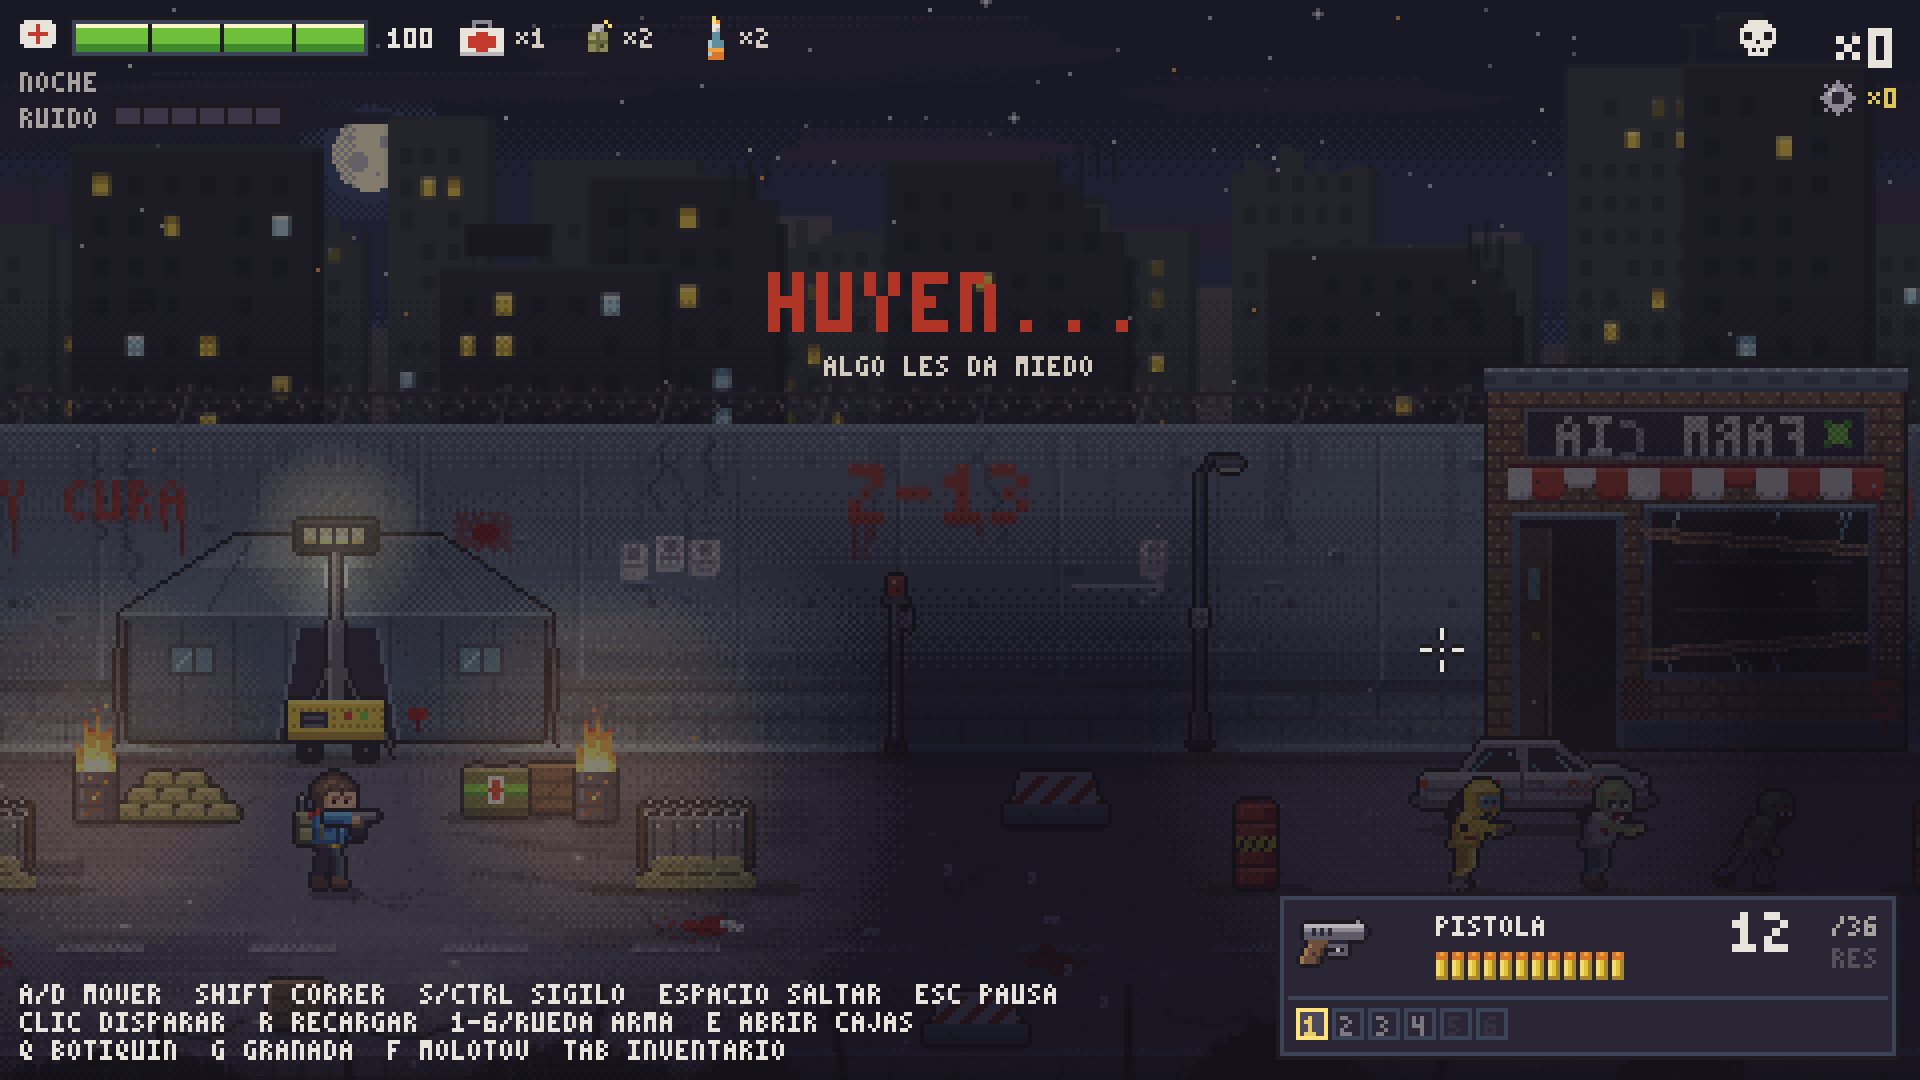 100 ×1 ×2 ×2 ×0
NOCHE
RUIDO
×0
HUYEN...
ALGO LES DA MIEDO
FARM CIA
Y CURA
Z-13
PISTOLA 12 /36
RES
1 2 3 4 5 6
A/D MOVER SHIFT CORRER S/CTRL SIGILO ESPACIO SALTAR ESC PAUSA
CLIC DISPARAR R RECARGAR 1-6/RUEDA ARMA E ABRIR CAJAS
Q BOTIQUIN G GRANADA F MOLOTOV TAB INVENTARIO